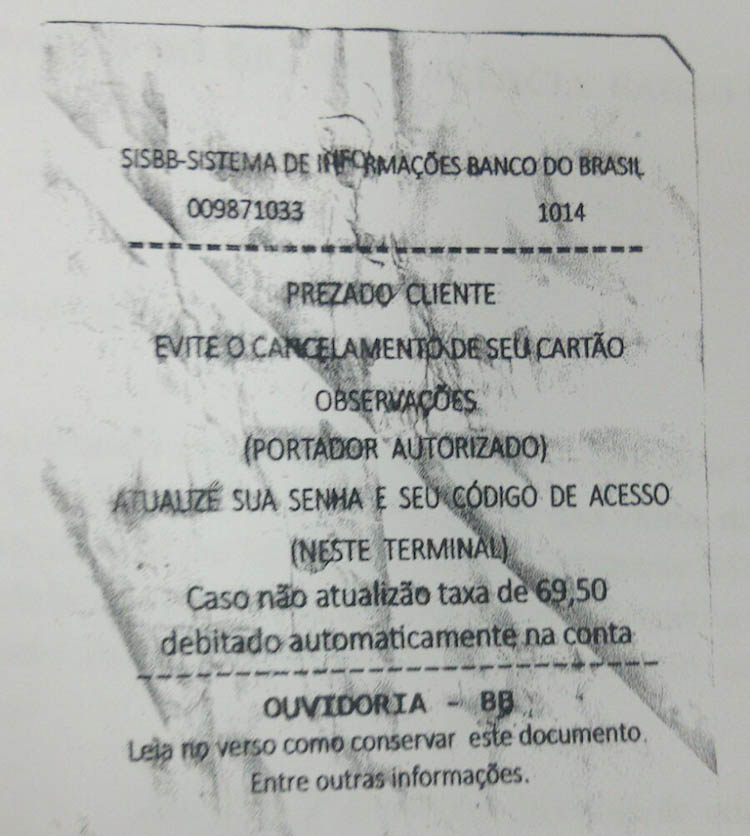 SISBB-SISTEMA DE INFORMAÇÕES BANCO DO BRASIL
009871033 1014
PREZADO CLIENTE
EVITE O CANCELAMENTO DE SEU CARTÃO
OBSERVAÇÕES
(PORTADOR AUTORIZADO)
ATUALIZE SUA SENHA E SEU CÓDIGO DE ACESSO
(NESTE TERMINAL)
Caso não atualizão taxa de 69,50
debitado automaticamente na conta
OUVIDORIA - BB
Leia no verso como conservar este documento.
Entre outras informações.